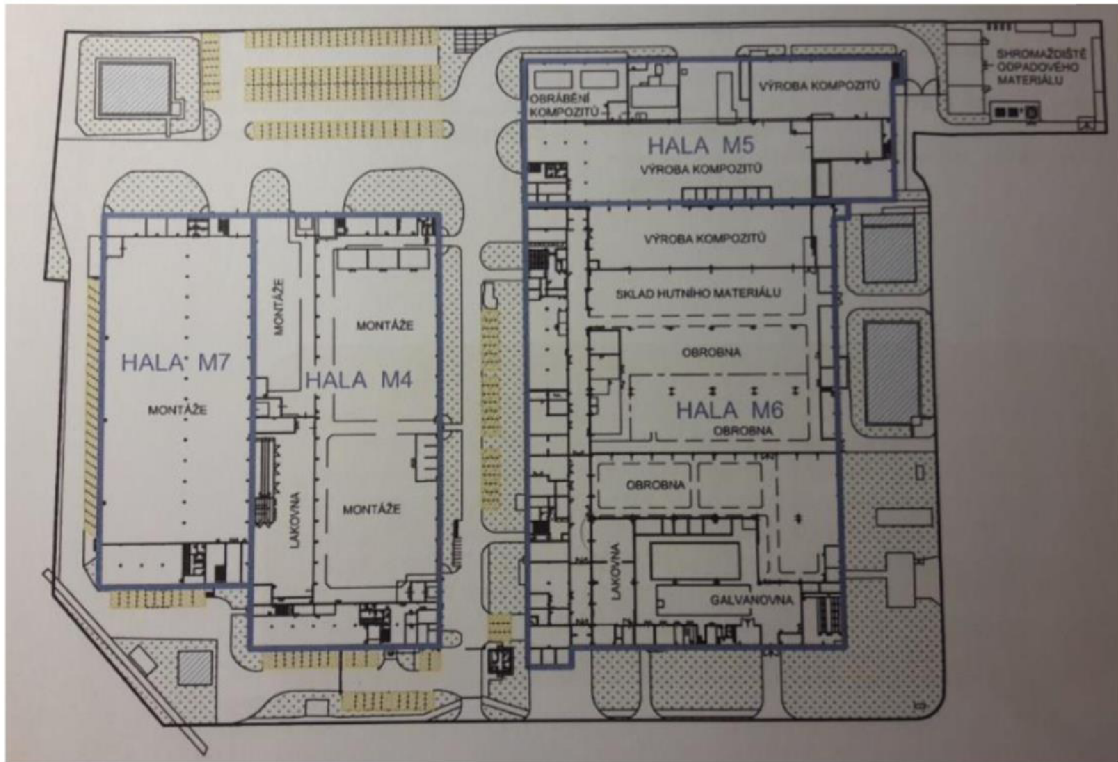 SHROMAŽDIŠTĚ
ODPADOVÉHO
MATERIÁLU
OBRÁBĚNÍ
KOMPOZITŮ
VÝROBA KOMPOZITŮ
HALA M5
VÝROBA KOMPOZITŮ
VÝROBA KOMPOZITŮ
SKLAD HUTNÍHO MATERIÁLU
OBROBNA
HALA M6
OBROBNA
OBROBNA
LAKOVNA
GALVANOVNA
HALA M7
MONTÁŽE
MONTÁŽE
MONTÁŽE
HALA M4
LAKOVNA
MONTÁŽE